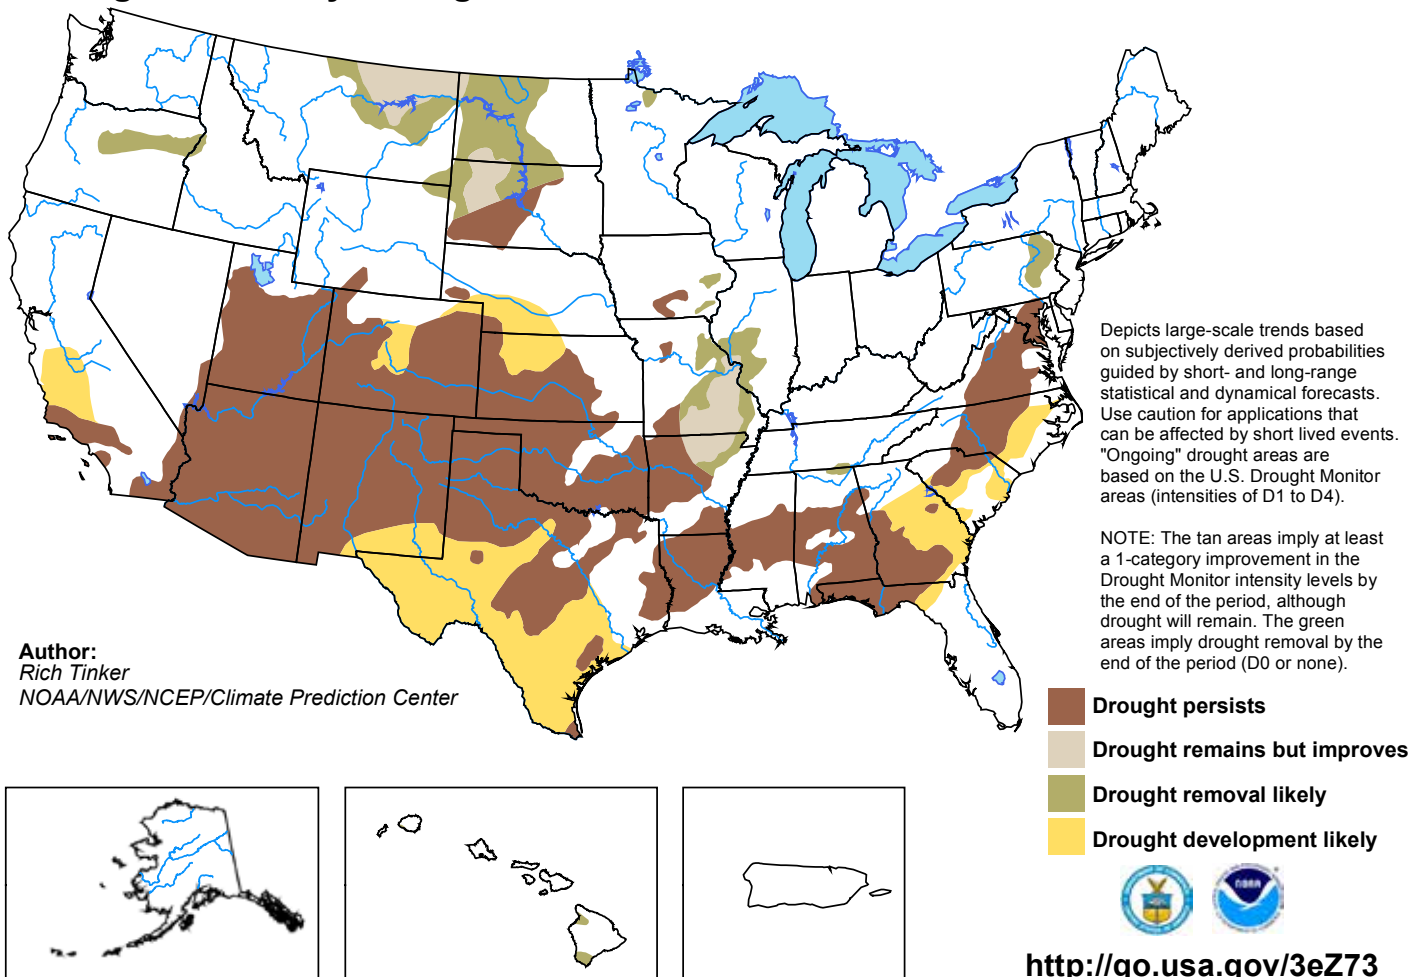 Depicts large-scale trends based
on subjectively derived probabilities
guided by short- and long-range
statistical and dynamical forecasts.
Use caution for applications that
can be affected by short lived events.
"Ongoing" drought areas are
based on the U.S. Drought Monitor
areas (intensities of D1 to D4).
NOTE: The tan areas imply at least
a 1-category improvement in the
Drought Monitor intensity levels by
the end of the period, although
drought will remain. The green
areas imply drought removal by the
end of the period (D0 or none).
Author:
Rich Tinker
NOAA/NWS/NCEP/Climate Prediction Center
Drought persists
Drought remains but improves
Drought removal likely
Drought development likely
NOAA
http://go.usa.gov/3eZ73